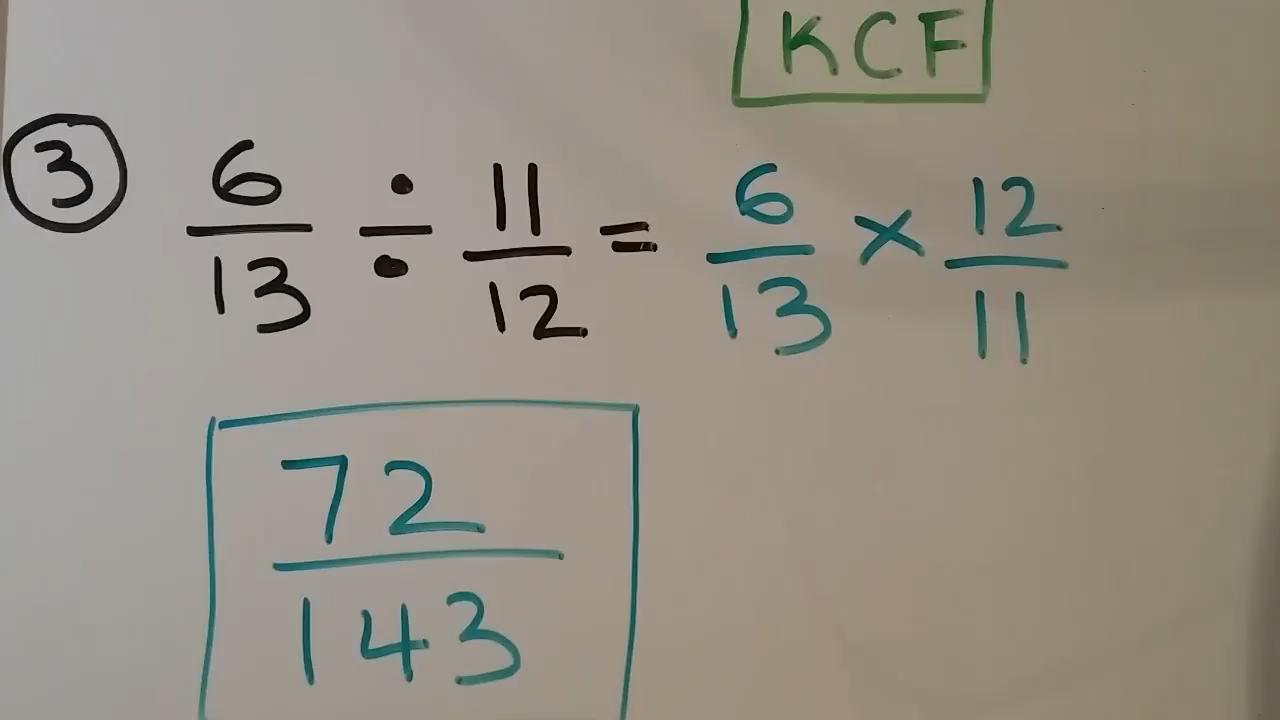 KCF
③ 6/13 ÷ 11/12 = 6/13 × 12/11
72/143